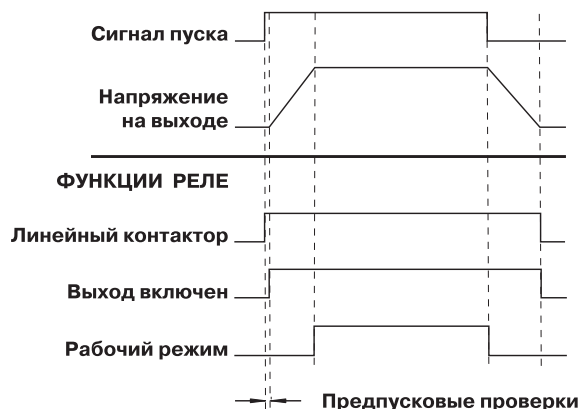 Сигнал пуска
Напряжение
на выходе
ФУНКЦИИ РЕЛЕ
Линейный контактор
Выход включен
Рабочий режим
Предпусковые проверки